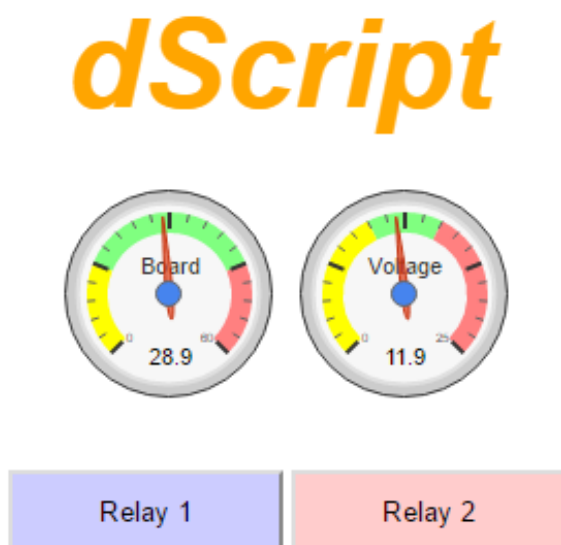 dScript
Board Voltage
0 60 0 25
28.9 11.9
Relay 1 Relay 2